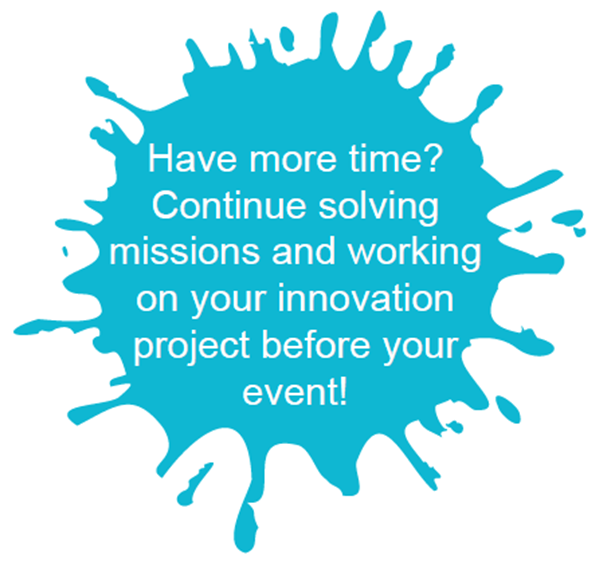 Have more time?
Continue solving
missions and working
on your innovation
project before your
event!